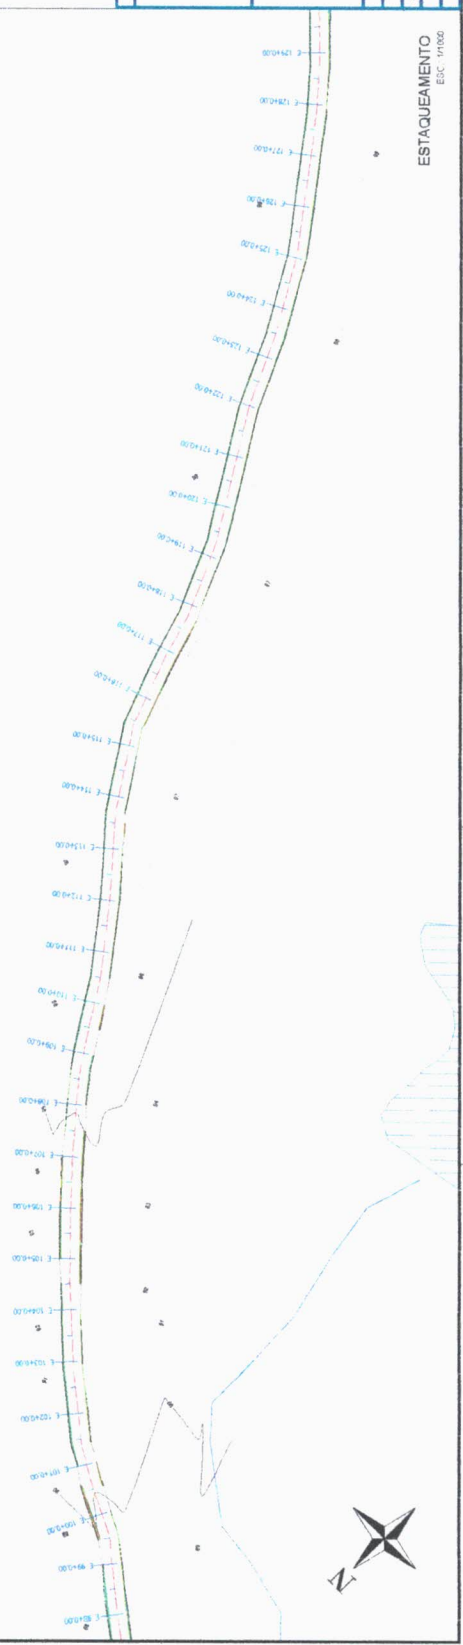 ESTAQUEAMENTO
ESC.: 1/1000
E 129+0.00
E 128+0.00
E 127+0.00
E 126+0.00
E 125+0.00
E 124+0.00
E 123+0.00
E 122+0.00
E 121+0.00
E 120+0.00
E 119+0.00
E 118+0.00
E 117+0.00
E 116+0.00
E 115+0.00
E 114+0.00
E 113+0.00
E 112+0.00
E 111+0.00
E 110+0.00
E 109+0.00
E 108+0.00
E 107+0.00
E 106+0.00
E 105+0.00
E 104+0.00
E 103+0.00
E 102+0.00
E 101+0.00
E 100+0.00
E 99+0.00
E 98+0.00
N